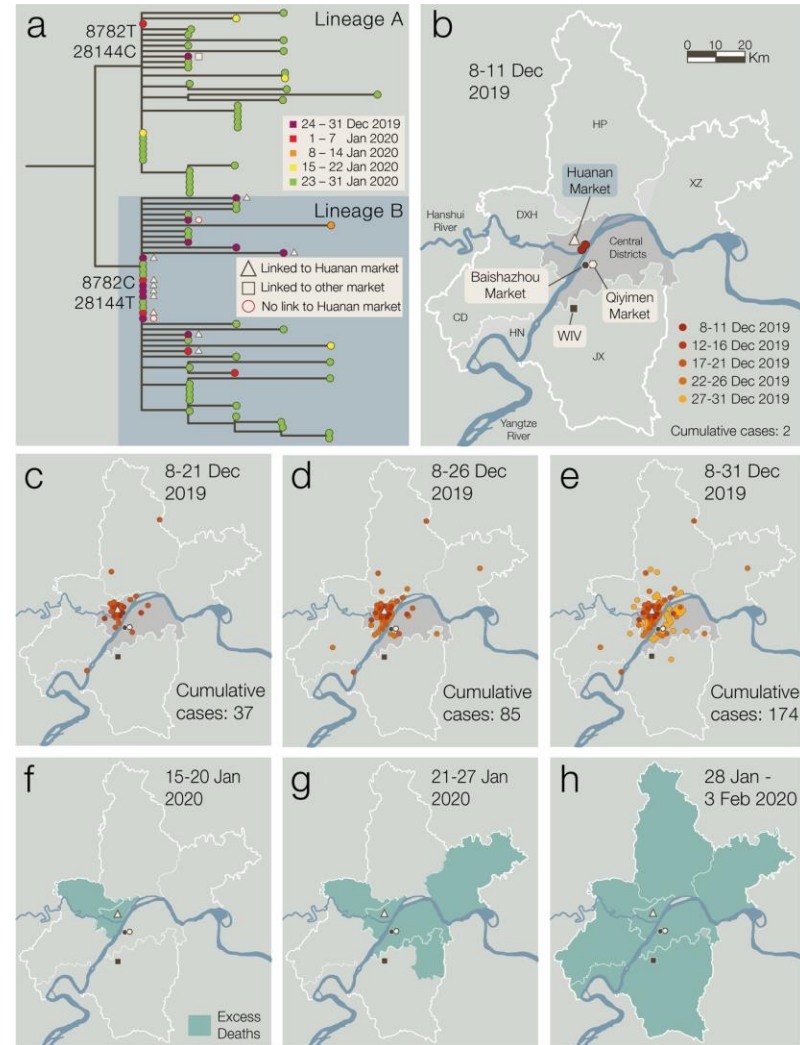 a
Lineage A
8782T
28144C
24 – 31 Dec 2019
1 – 7 Jan 2020
8 – 14 Jan 2020
15 – 22 Jan 2020
23 – 31 Jan 2020
Lineage B
Linked to Huanan market
Linked to other market
No link to Huanan market
8782C
28144T
b
8-11 Dec
2019
0 10 20
Km
HP
XZ
Huanan
Market
DXH
Hanshui
River
Central
Districts
Baishazhou
Market
Qiyimen
Market
CD
HN
WIV
JX
Yangtze
River
8-11 Dec 2019
12-16 Dec 2019
17-21 Dec 2019
22-26 Dec 2019
27-31 Dec 2019
Cumulative cases: 2
c
8-21 Dec
2019
Cumulative
cases: 37
d
8-26 Dec
2019
Cumulative
cases: 85
e
8-31 Dec
2019
Cumulative
cases: 174
f
15-20 Jan
2020
Excess
Deaths
g
21-27 Jan
2020
h
28 Jan -
3 Feb 2020